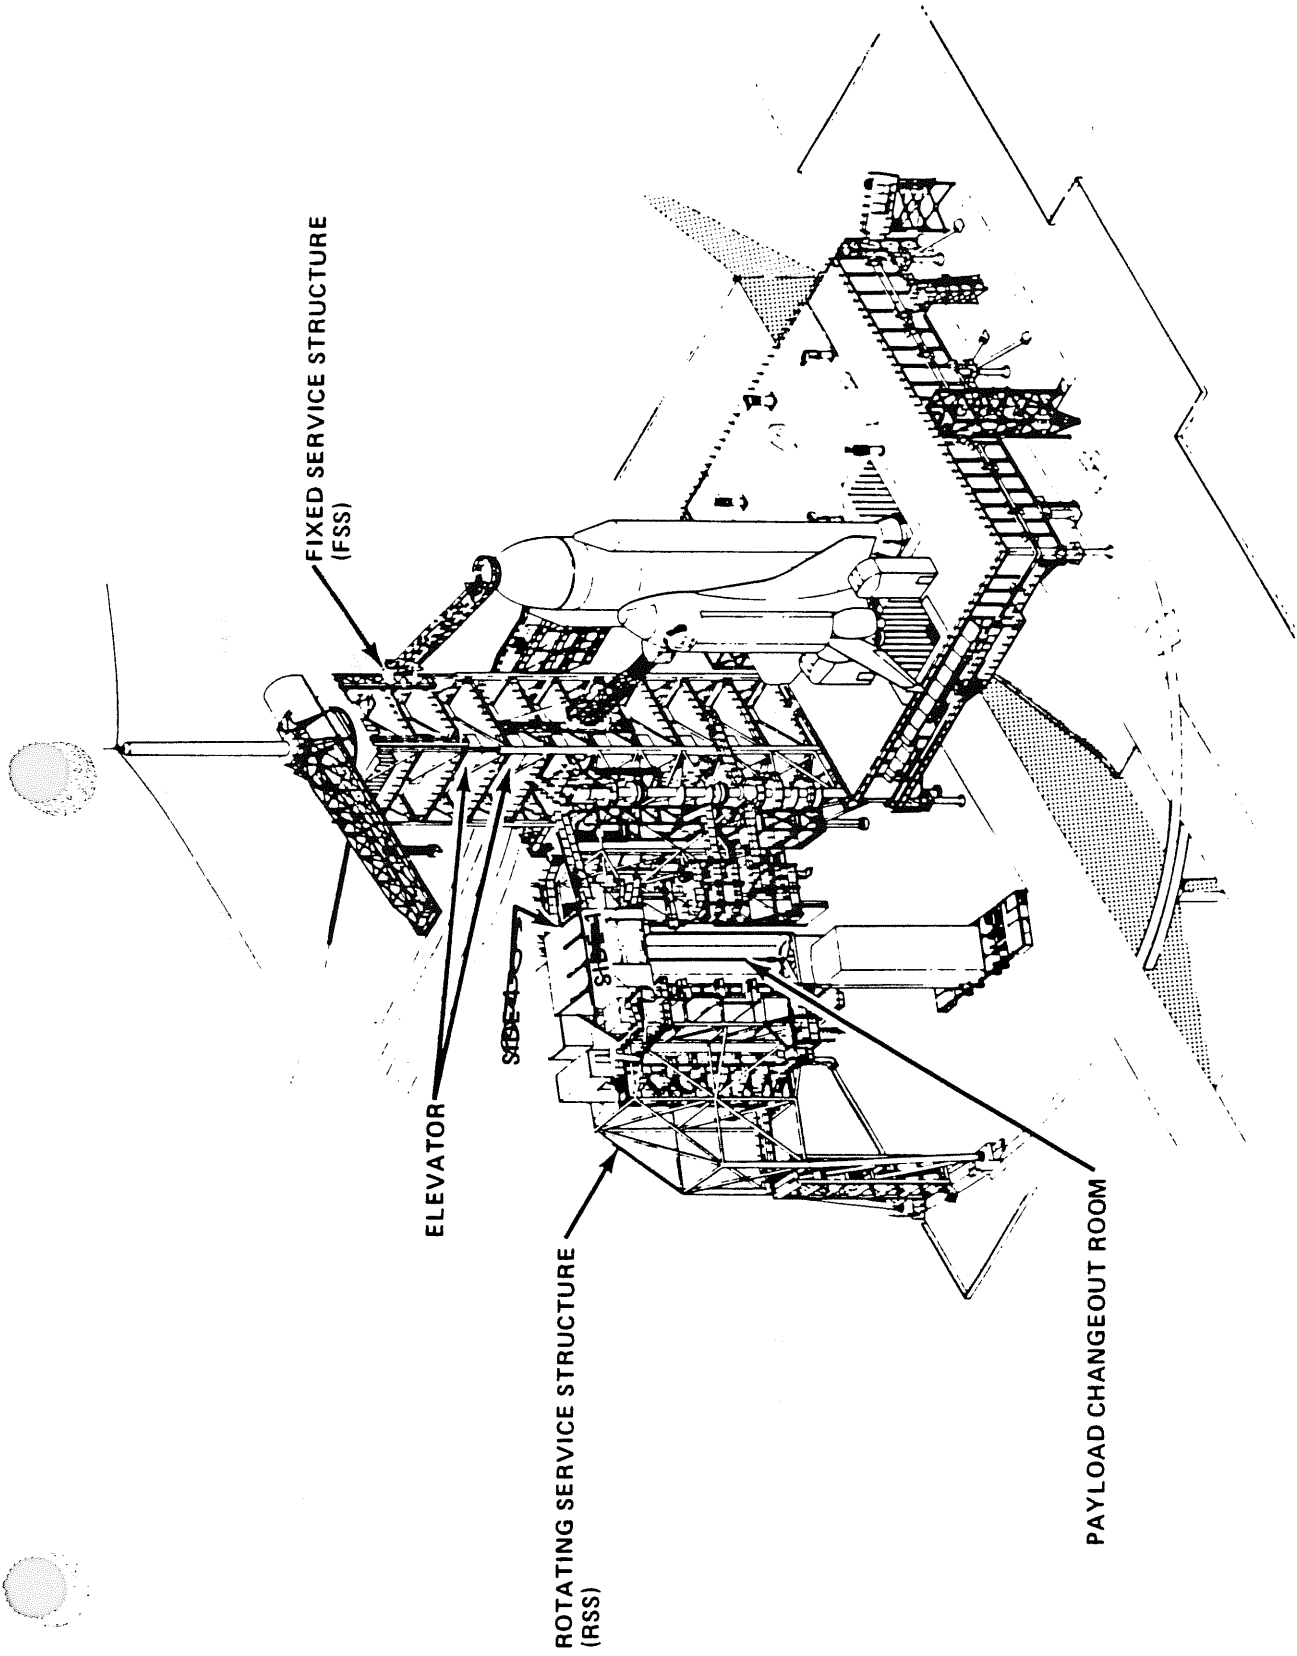 FIXED SERVICE STRUCTURE
(FSS)
ELEVATOR
ROTATING SERVICE STRUCTURE
(RSS)
PAYLOAD CHANGEOUT ROOM